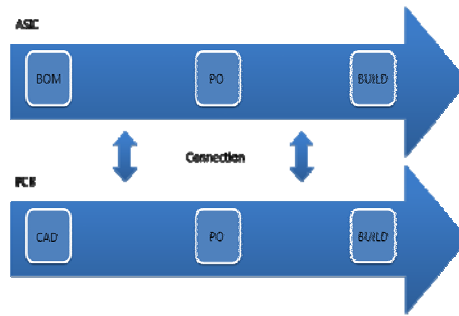 ASIC
BOM PO BUILD
Connection
PCB
CAD PO BUILD